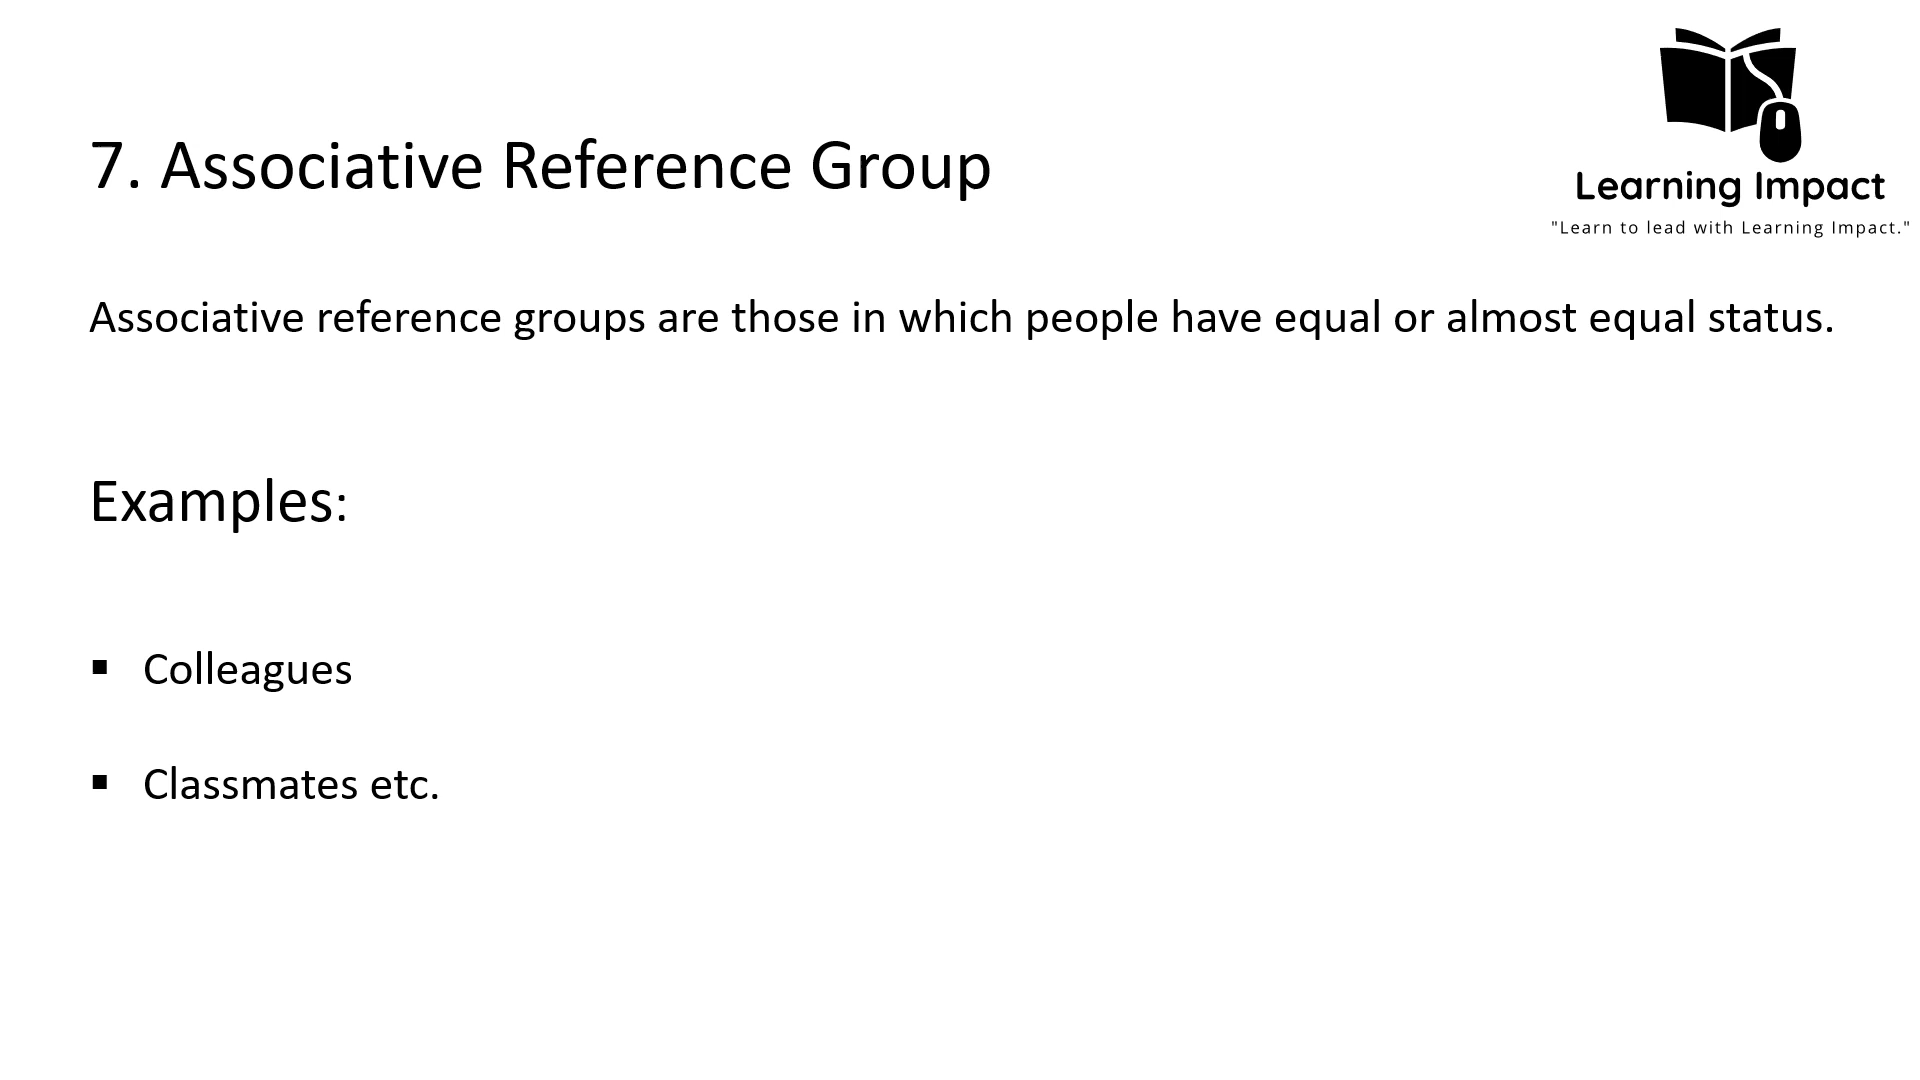 Learning Impact
"Learn to lead with Learning Impact."
7. Associative Reference Group
Associative reference groups are those in which people have equal or almost equal status.
Examples:
▪ Colleagues
▪ Classmates etc.